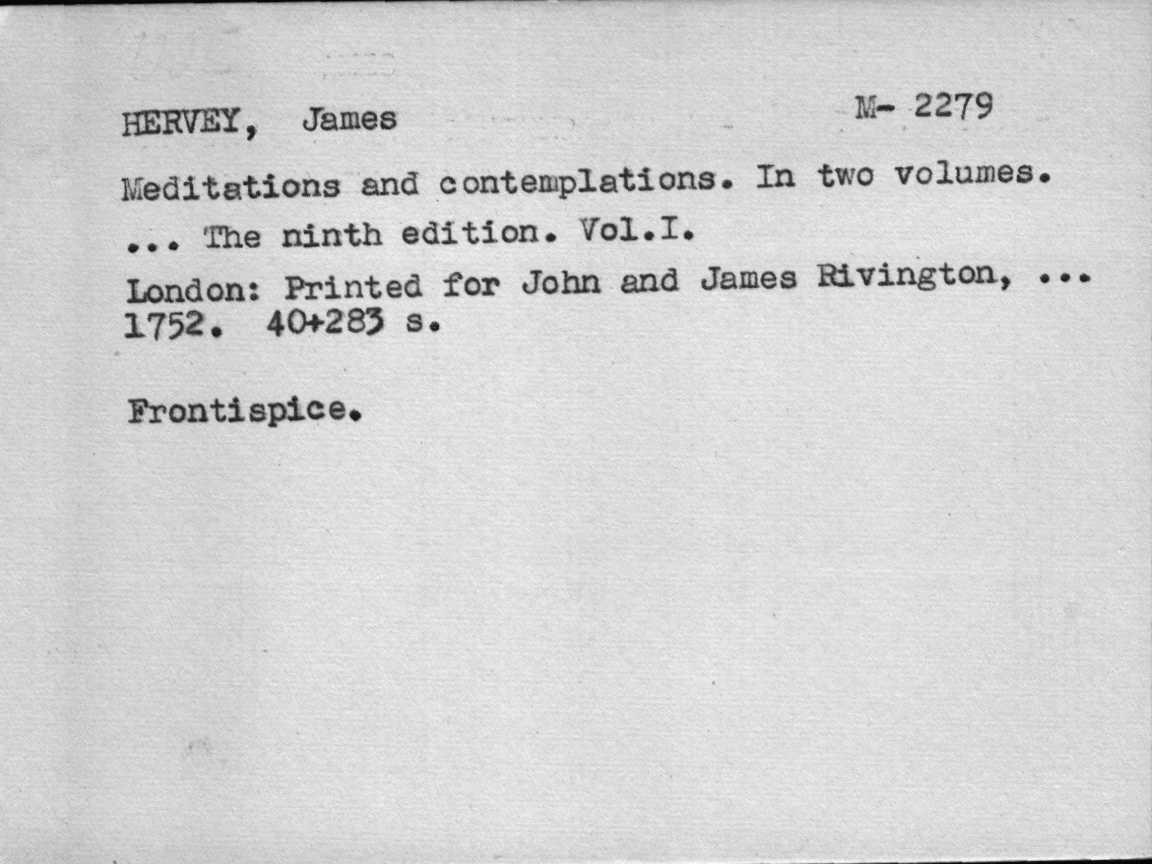 HERVEY, James M- 2279
Meditations and contemplations. In two volumes.
... The ninth edition. Vol.I.
London: Printed for John and James Rivington, ...
1752. 40+283 s.
Frontispice.